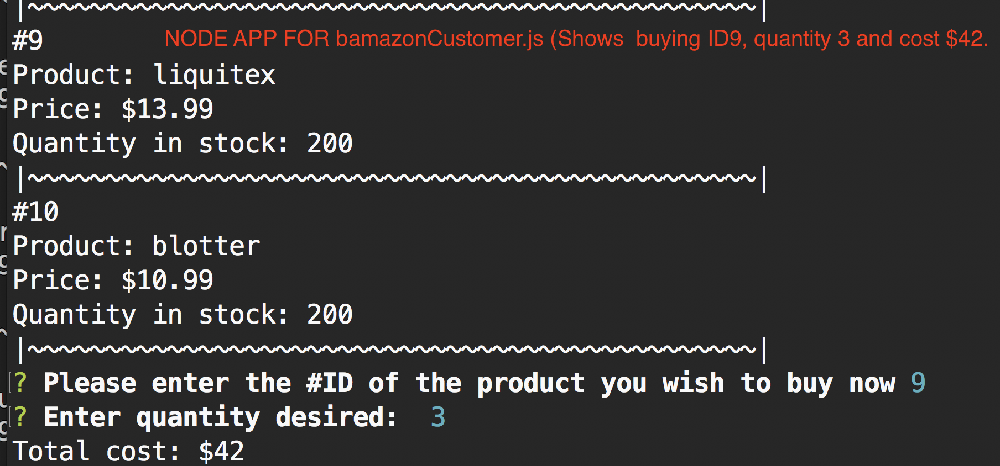 |~~~~~~~~~~~~~~~~~~~~~~~~~~~~~~~~~~~~~~~~~~~~~~~|
#9 NODE APP FOR bamazonCustomer.js (Shows  buying ID9, quantity 3 and cost $42.
Product: liquitex
Price: $13.99
Quantity in stock: 200
|~~~~~~~~~~~~~~~~~~~~~~~~~~~~~~~~~~~~~~~~~~~~~~~|
#10
Product: blotter
Price: $10.99
Quantity in stock: 200
|~~~~~~~~~~~~~~~~~~~~~~~~~~~~~~~~~~~~~~~~~~~~~~~|
? Please enter the #ID of the product you wish to buy now 9
? Enter quantity desired:  3
Total cost: $42